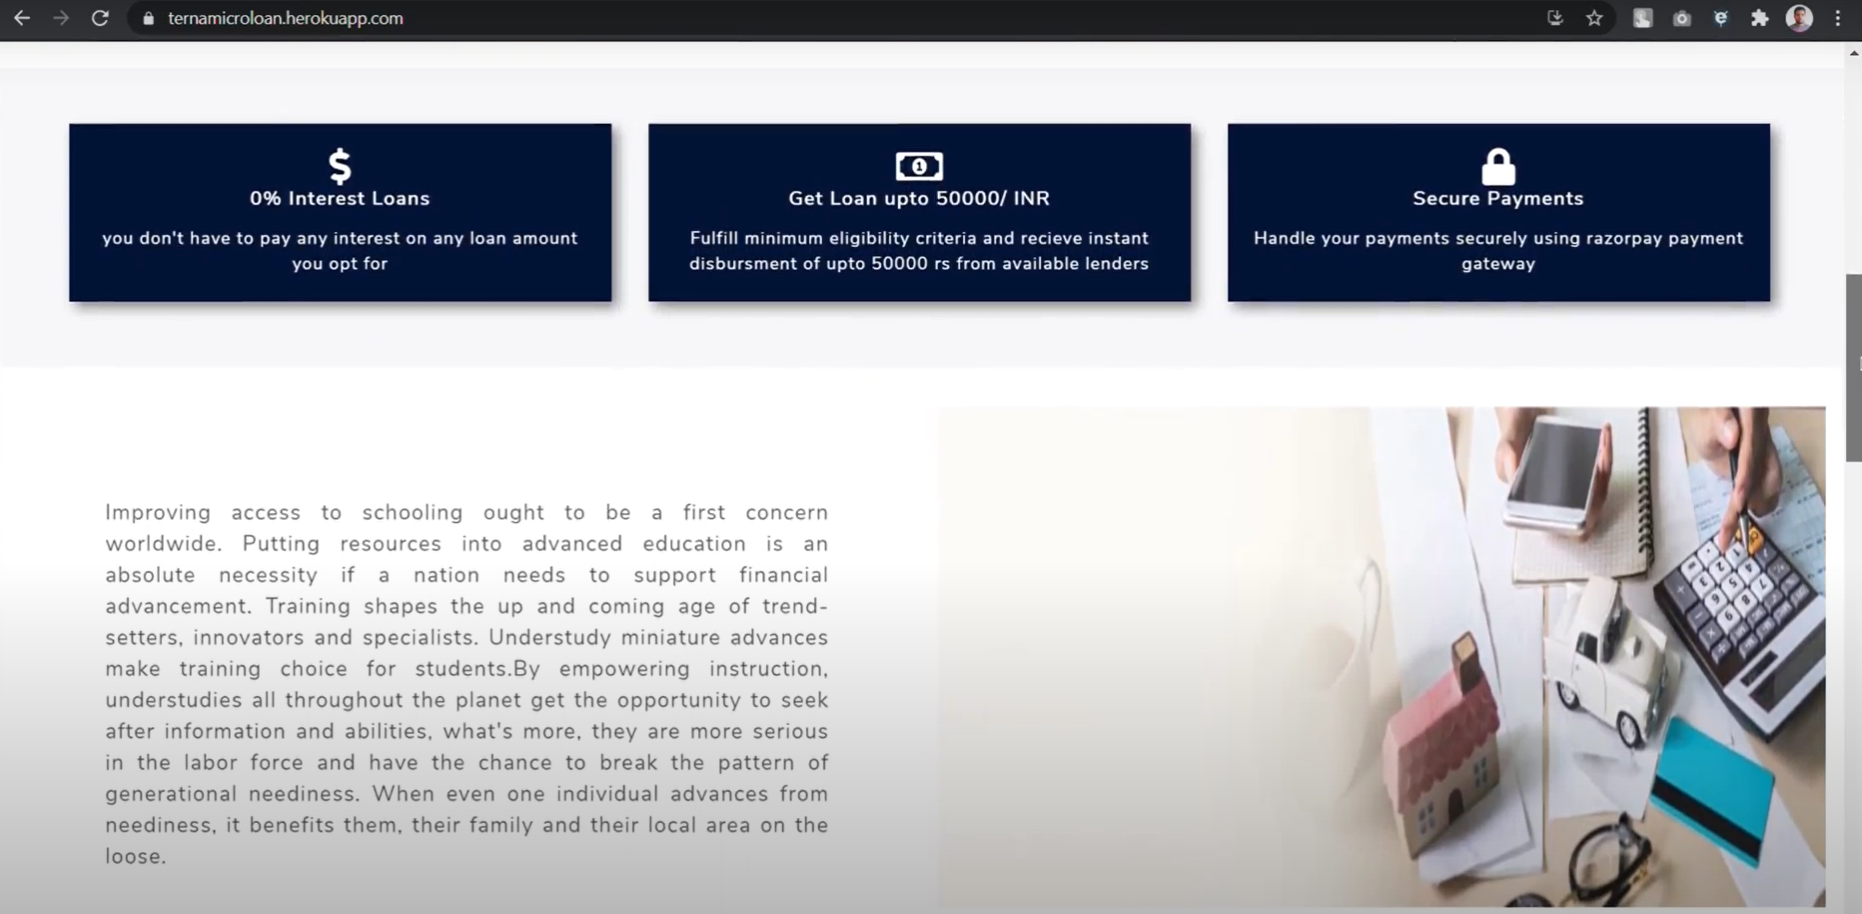 ternamicroloan.herokuapp.com
0% Interest Loans
you don't have to pay any interest on any loan amount
you opt for
Get Loan upto 50000/ INR
Fulfill minimum eligibility criteria and recieve instant
disbursment of upto 50000 rs from available lenders
Secure Payments
Handle your payments securely using razorpay payment
gateway
Improving access to schooling ought to be a first concern
worldwide. Putting resources into advanced education is an
absolute necessity if a nation needs to support financial
advancement. Training shapes the up and coming age of trend-
setters, innovators and specialists. Understudy miniature advances
make training choice for students.By empowering instruction,
understudies all throughout the planet get the opportunity to seek
after information and abilities, what's more, they are more serious
in the labor force and have the chance to break the pattern of
generational neediness. When even one individual advances from
neediness, it benefits them, their family and their local area on the
loose.